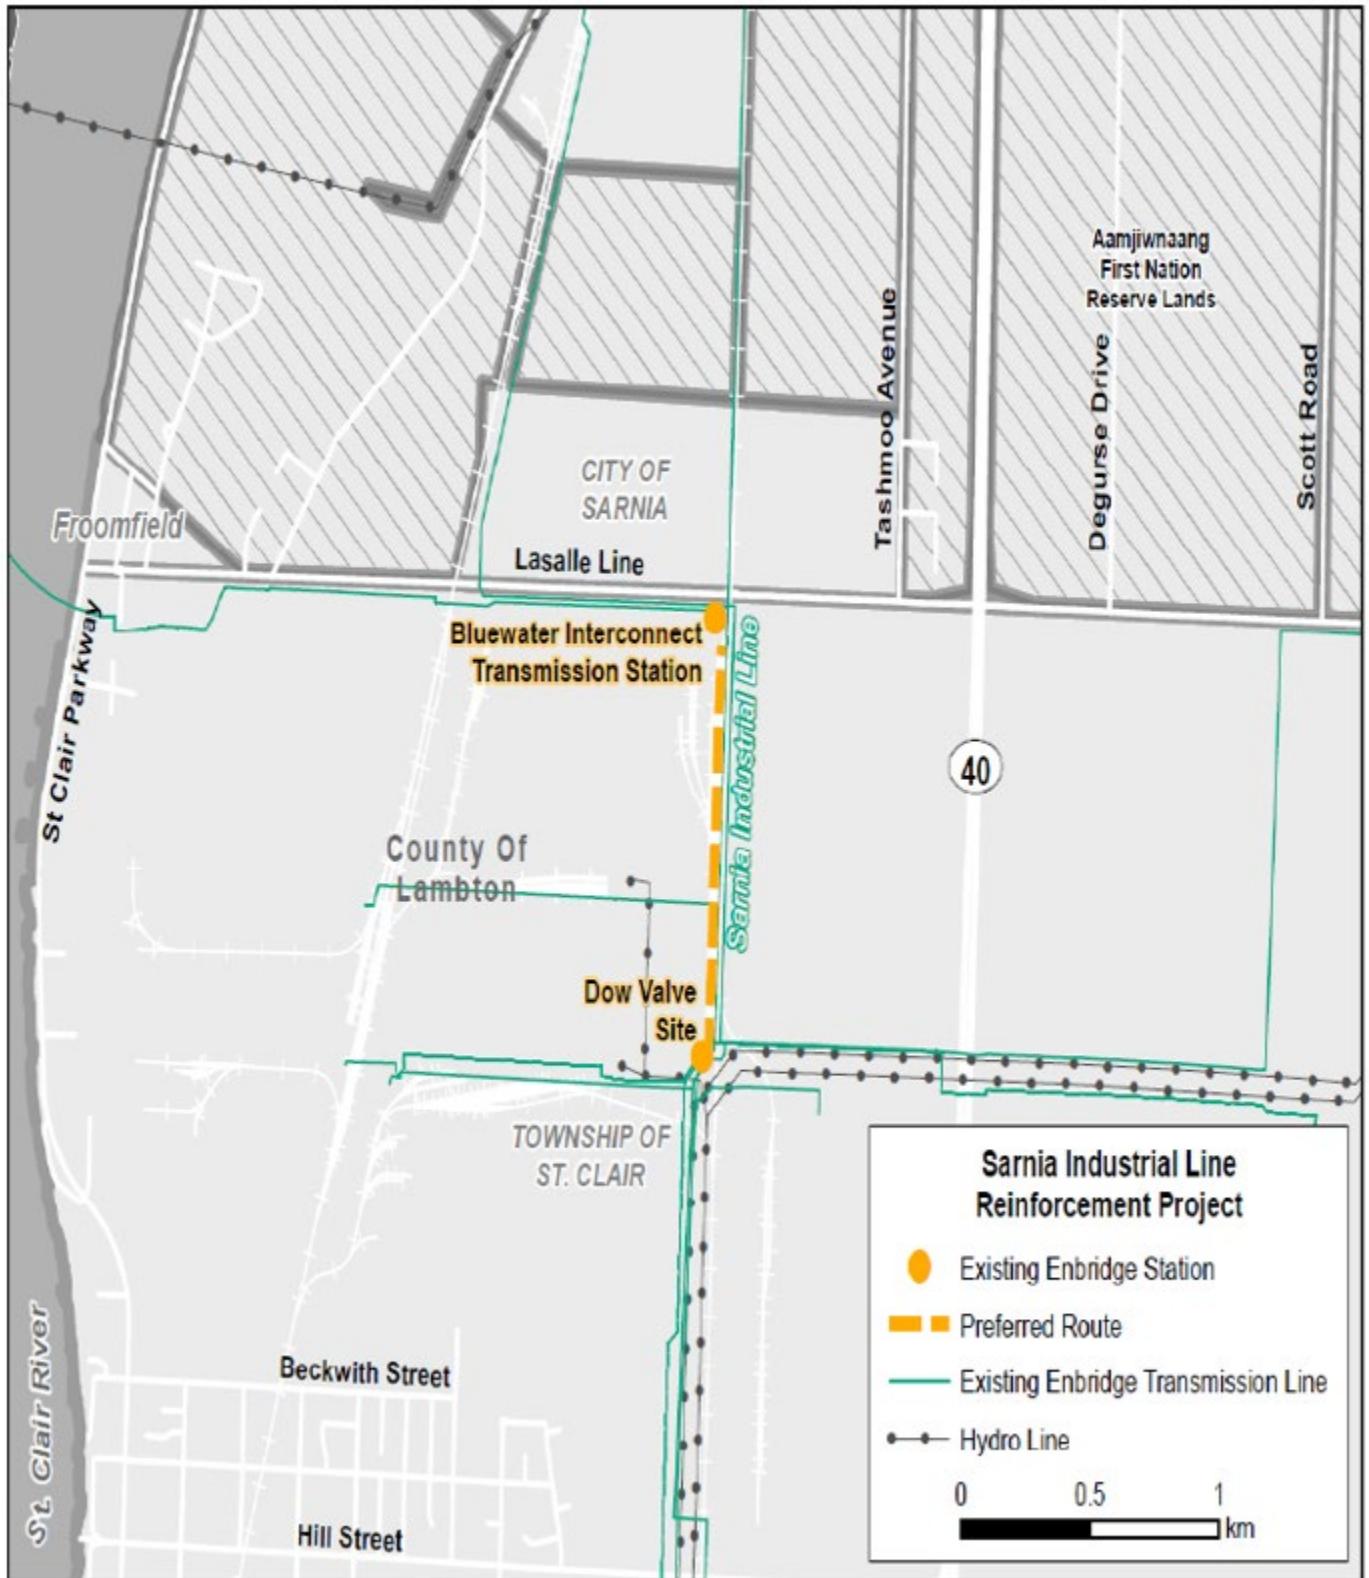 Aamjiwnaang
First Nation
Reserve Lands
Tashmoo Avenue
Degurse Drive
Scott Road
CITY OF
SARNIA
Froomfield
Lasalle Line
St Clair Parkway
Bluewater Interconnect
Transmission Station
Sarnia Industrial Line
40
County Of
Lambton
Dow Valve
Site
TOWNSHIP OF
ST. CLAIR
St. Clair River
Beckwith Street
Hill Street
Sarnia Industrial Line
Reinforcement Project
Existing Enbridge Station
Preferred Route
Existing Enbridge Transmission Line
Hydro Line
0 0.5 1
km